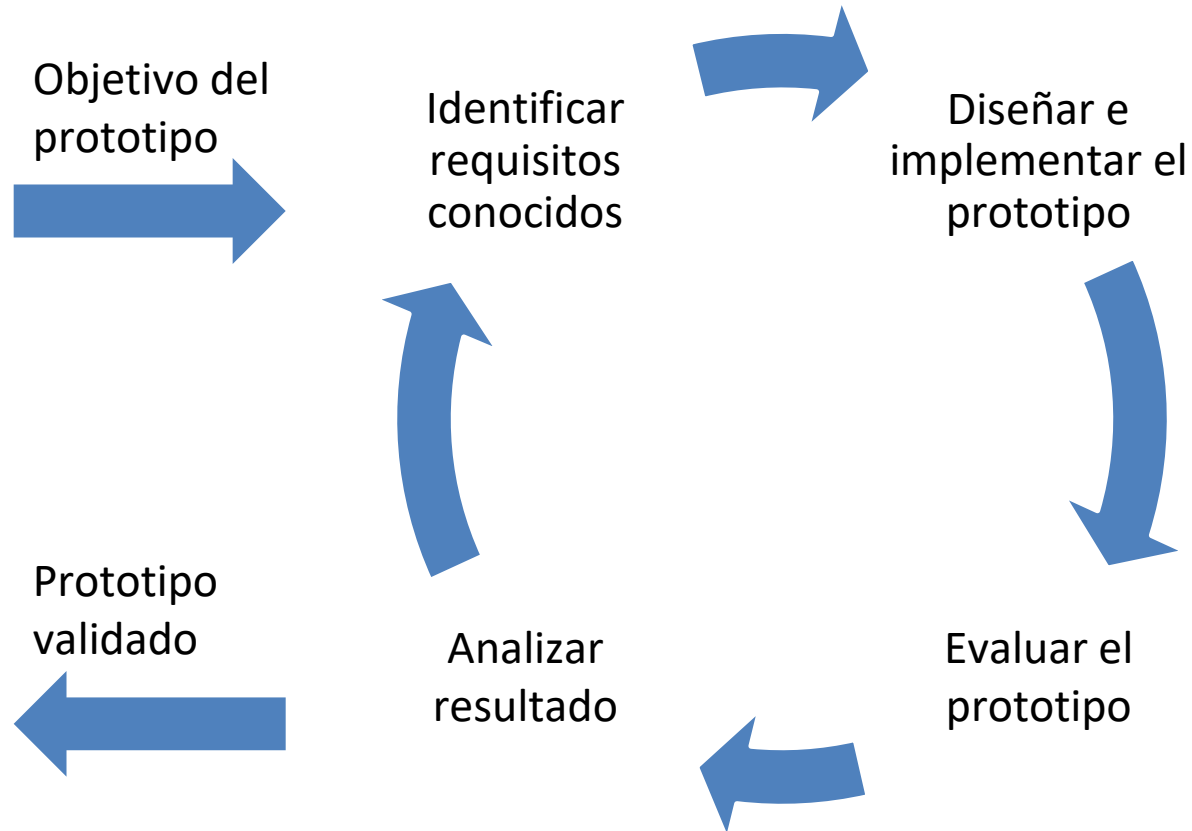 Objetivo del
prototipo
Identificar
requisitos
conocidos
Diseñar e
implementar el
prototipo
Evaluar el
prototipo
Analizar
resultado
Prototipo
validado